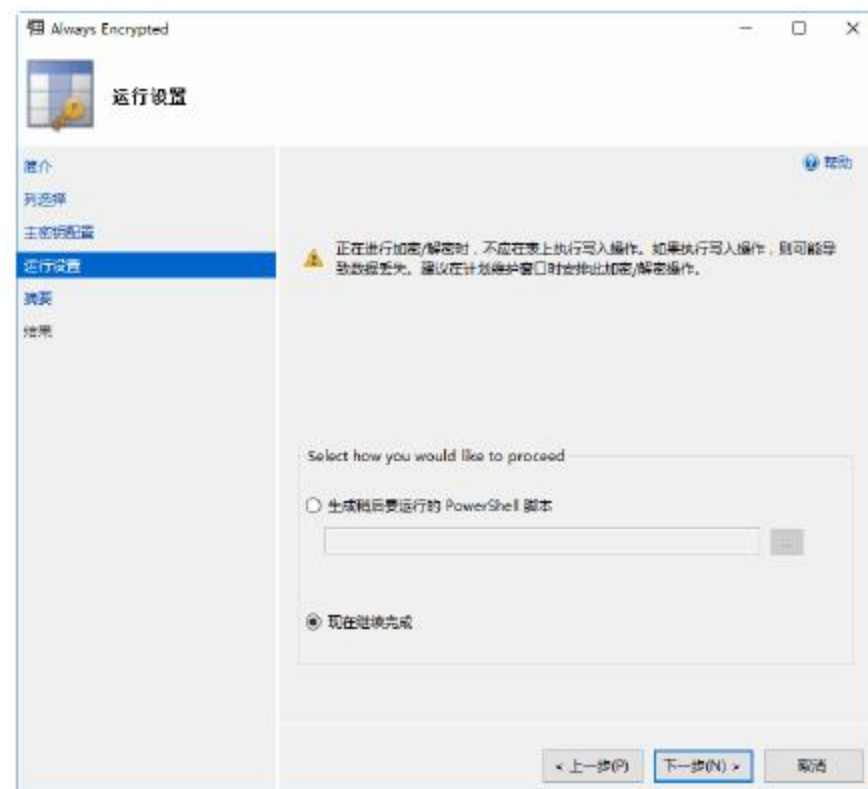 Always Encrypted
运行设置
简介
列选择
主密钥配置
运行设置
摘要
结果
帮助
正在进行加密/解密时，不应在表上执行写入操作。如果执行写入操作，则可能导
致数据丢失。建议在计划维护窗口时安排此加密/解密操作。
Select how you would like to proceed
生成稍后要运行的 PowerShell 脚本
...
现在继续完成
< 上一步(P)
下一步(N) >
取消